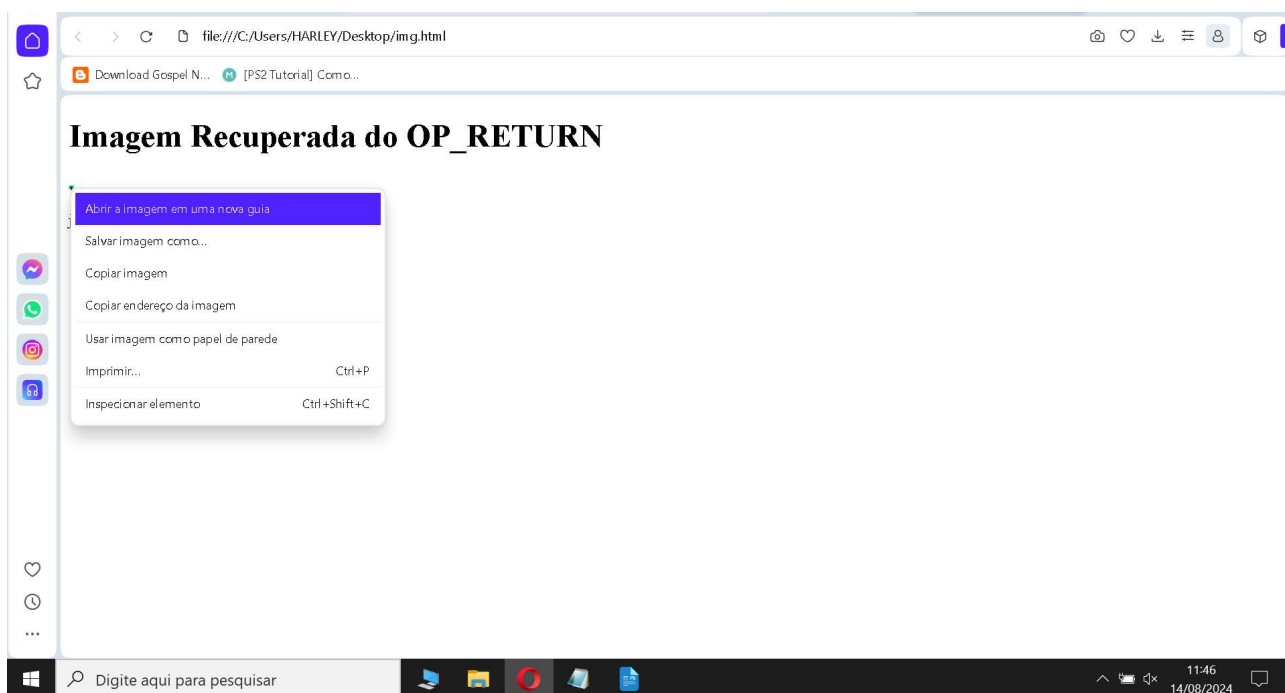 file:///C:/Users/HARLEY/Desktop/img.html
Download Gospel N...
[PS2 Tutorial] Como...
Imagem Recuperada do OP_RETURN
Abrir a imagem em uma nova guia
Salvar imagem como...
Copiar imagem
Copiar endereço da imagem
Usar imagem como papel de parede
Imprimir... Ctrl+P
Inspecionar elemento Ctrl+Shift+C
Digite aqui para pesquisar
11:46
14/08/2024